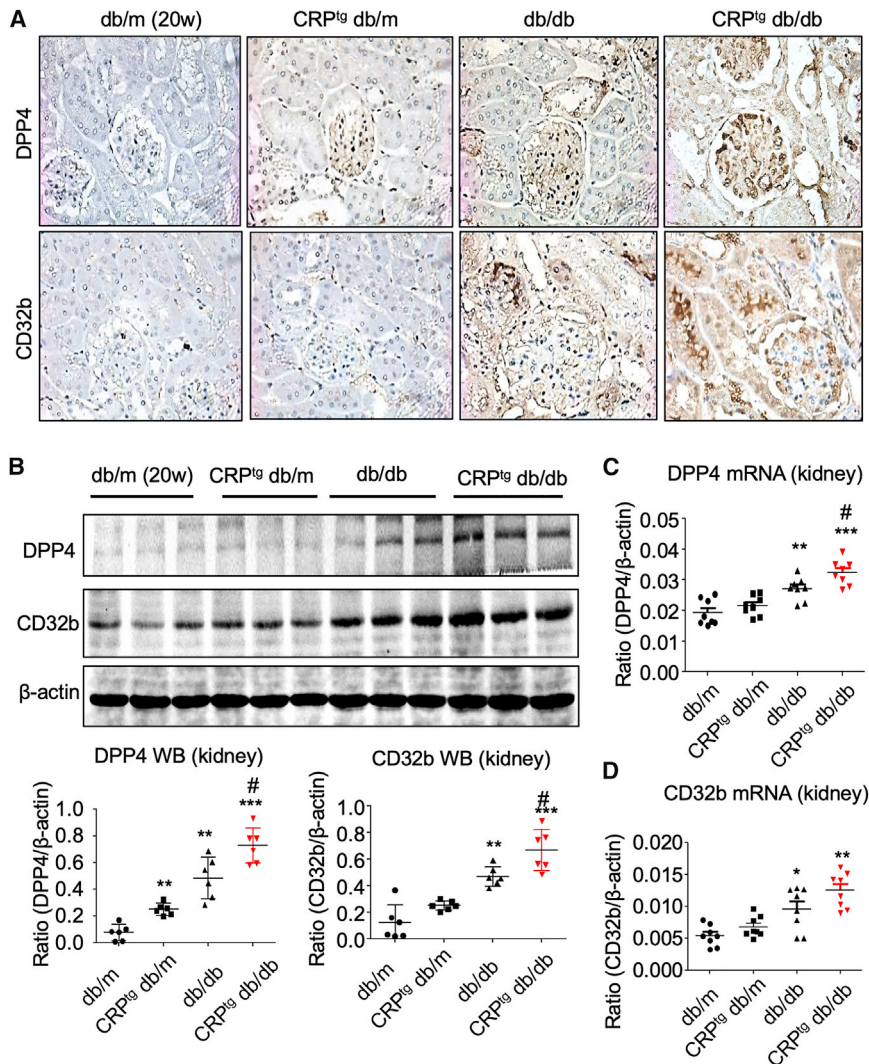 A
db/m (20w) CRPtg db/m db/db CRPtg db/db
DPP4
CD32b
B
db/m (20w) CRPtg db/m db/db CRPtg db/db
DPP4
CD32b
β-actin
DPP4 WB (kidney)
Ratio (DPP4/β-actin)
1.0
0.8
0.6
0.4
0.2
0.0
**
**
#
***
db/m
CRPtg db/m
db/db
CRPtg db/db
CD32b WB (kidney)
Ratio (CD32b/β-actin)
1.0
0.8
0.6
0.4
0.2
0.0
**
#
***
db/m
CRPtg db/m
db/db
CRPtg db/db
C
DPP4 mRNA (kidney)
Ratio (DPP4/β-actin)
0.05
0.04
0.03
0.02
0.01
0.00
**
#
***
db/m
CRPtg db/m
db/db
CRPtg db/db
D
CD32b mRNA (kidney)
Ratio (CD32b/β-actin)
0.020
0.015
0.010
0.005
0.000
*
**
db/m
CRPtg db/m
db/db
CRPtg db/db